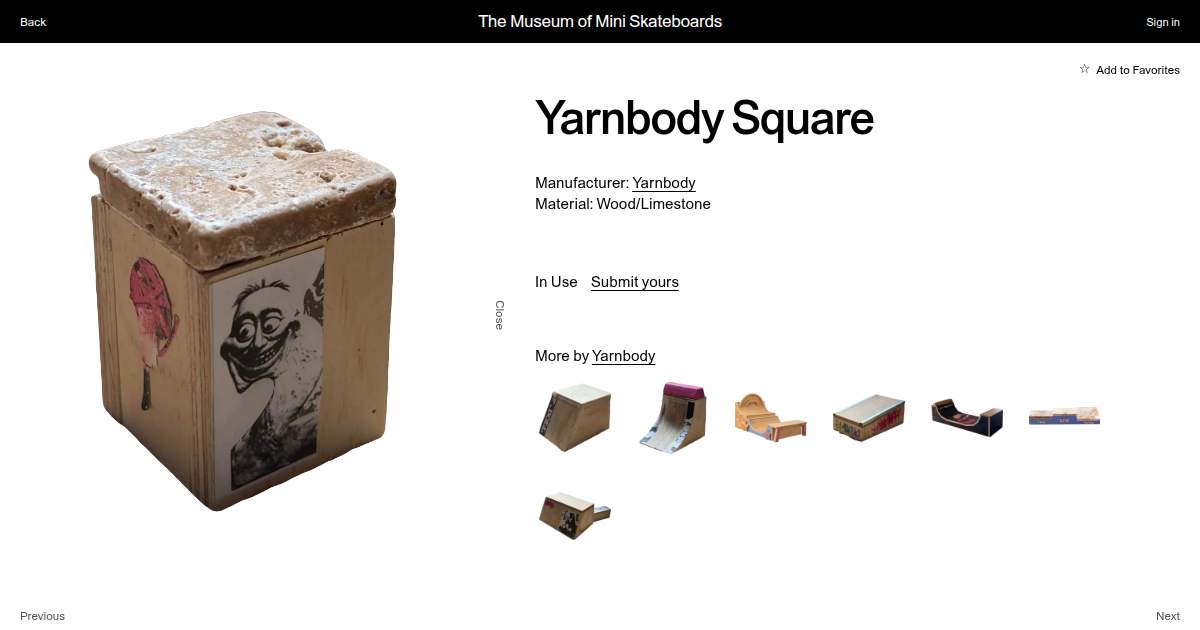 Back
The Museum of Mini Skateboards
Sign in
☆ Add to Favorites
Yarnbody Square
Manufacturer: Yarnbody
Material: Wood/Limestone
In Use Submit yours
Close
More by Yarnbody
Previous
Next